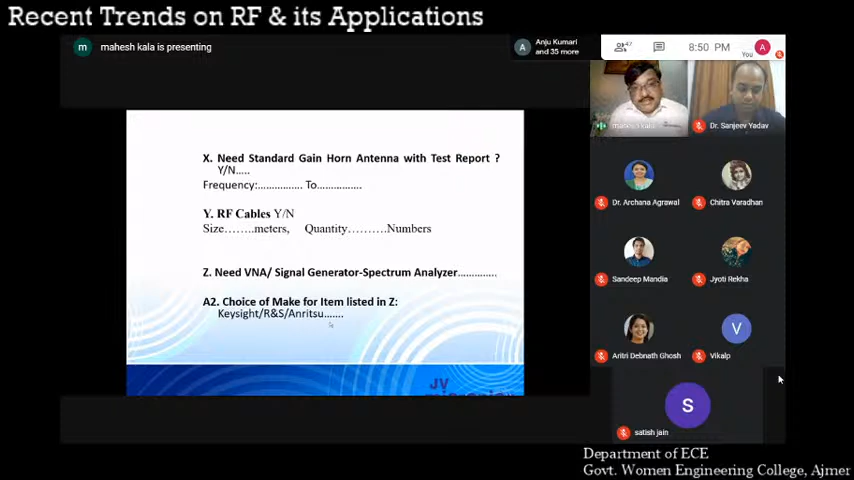 Recent Trends on RF & its Applications
m
mahesh kala is presenting
A
Anju Kumari
and 35 more
47
8:50 PM
A
You
X. Need Standard Gain Horn Antenna with Test Report ?
Y/N.....
Frequency:............... To...............
Y. RF Cables Y/N
Size........meters, Quantity..........Numbers
Z. Need VNA/ Signal Generator-Spectrum Analyzer.............
A2. Choice of Make for Item listed in Z:
Keysight/R&S/Anritsu.......
JV
mahesh kala
Dr. Sanjeev Yadav
Dr. Archana Agrawal
Chitra Varadhan
Sandeep Mandia
Jyoti Rekha
V
Aritri Debnath Ghosh
Vikalp
S
satish jain
Department of ECE
Govt. Women Engineering College, Ajmer